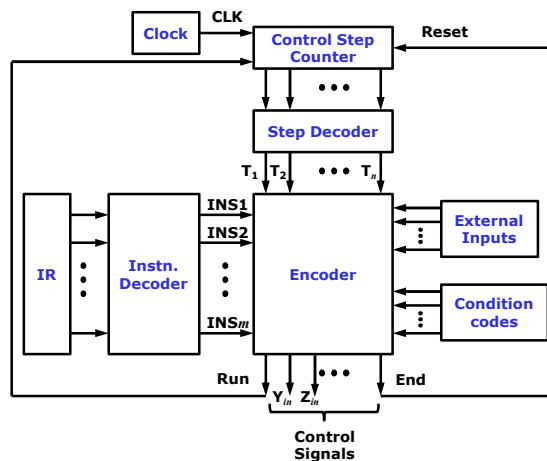 CLK
Clock
Control Step
Counter
Reset
Step Decoder
T1 T2 Tn
IR
Instn.
Decoder
INS1
INS2
INSm
Encoder
External
Inputs
Condition
codes
Run
Yin Zin
End
Control
Signals